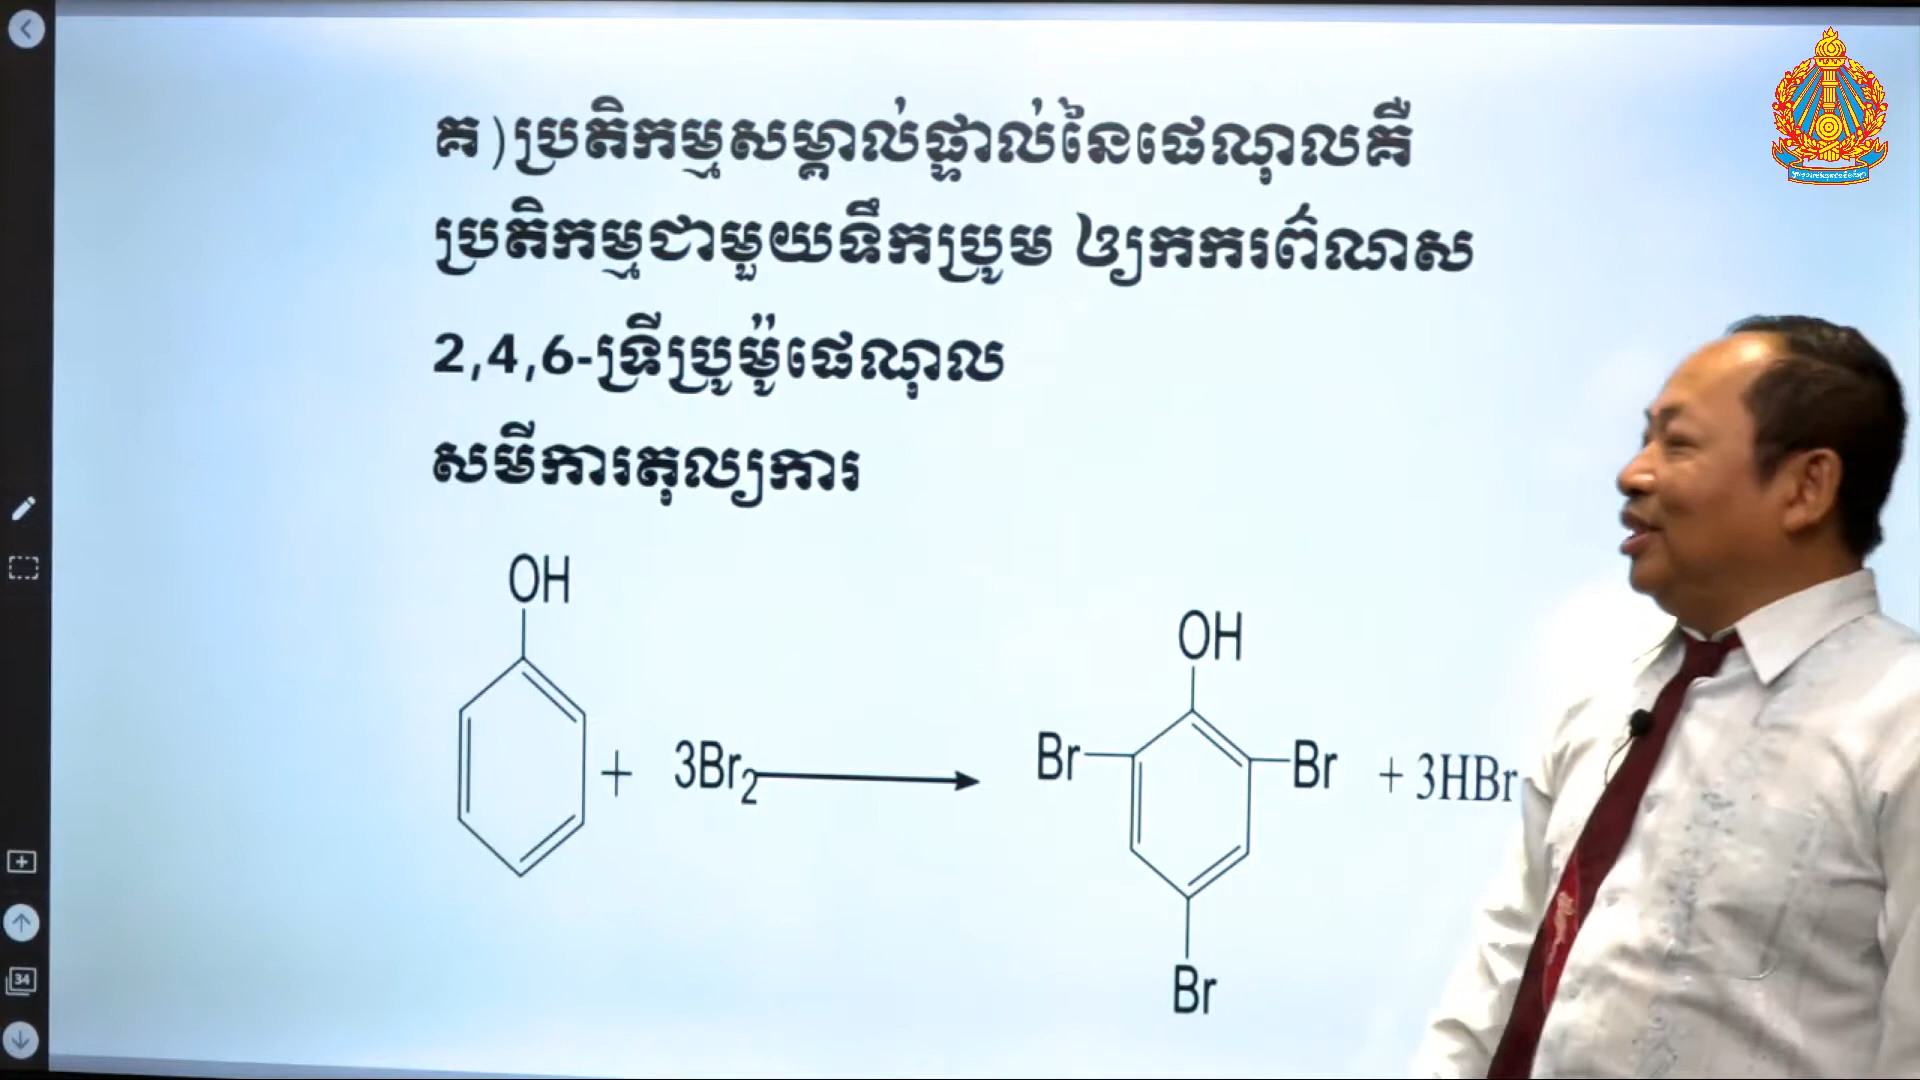 គ)ប្រតិកម្មសម្គាល់ផ្ទាល់នៃផេណុលគឺ
ប្រតិកម្មជាមួយទឹកប្រូម ឲ្យកករព៌ណស
2,4,6-ទ្រីប្រូម៉ូផេណុល
សមីការតុល្យការ
OH
+ 3Br2
OH
Br
Br
+ 3HBr
Br
34